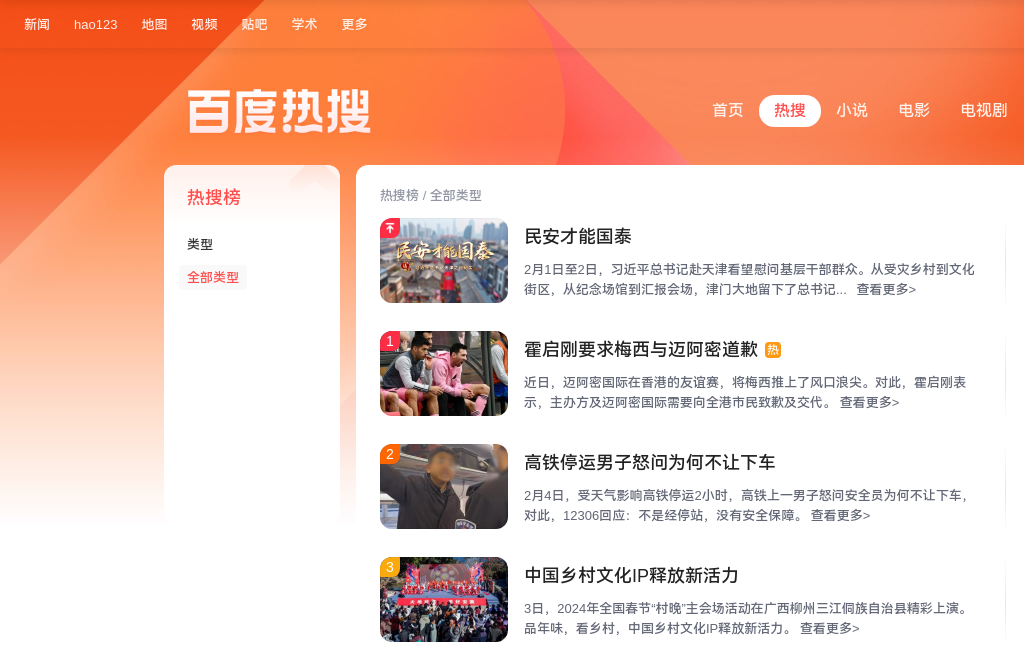 新闻 hao123 地图 视频 贴吧 学术 更多
百度热搜
首页 热搜 小说 电影 电视剧
热搜榜
类型
全部类型
热搜榜 / 全部类型
民安才能国泰
民安才能国泰
2月1日至2日，习近平总书记赴天津看望慰问基层干部群众。从受灾乡村到文化
街区，从纪念场馆到汇报会场，津门大地留下了总书记... 查看更多>
1
霍启刚要求梅西与迈阿密道歉 热
近日，迈阿密国际在香港的友谊赛，将梅西推上了风口浪尖。对此，霍启刚表
示，主办方及迈阿密国际需要向全港市民致歉及交代。 查看更多>
2
高铁停运男子怒问为何不让下车
2月4日，受天气影响高铁停运2小时，高铁上一男子怒问安全员为何不让下车，
对此，12306回应：不是经停站，没有安全保障。 查看更多>
3
中国乡村文化IP释放新活力
3日，2024年全国春节“村晚”主会场活动在广西柳州三江侗族自治县精彩上演。
品年味，看乡村，中国乡村文化IP释放新活力。 查看更多>